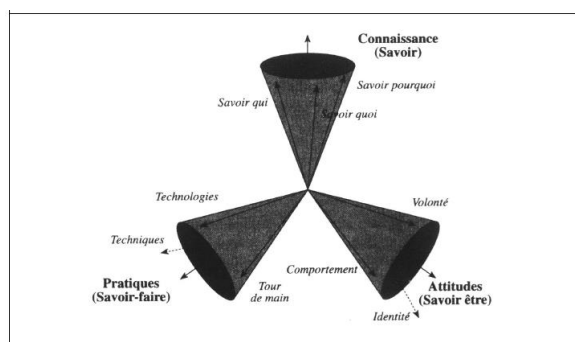 Connaissance
(Savoir)
Savoir pourquoi
Savoir qui
Savoir quoi
Technologies
Volonté
Techniques
Comportement
Pratiques
(Savoir-faire)
Tour
de main
Attitudes
(Savoir être)
Identité